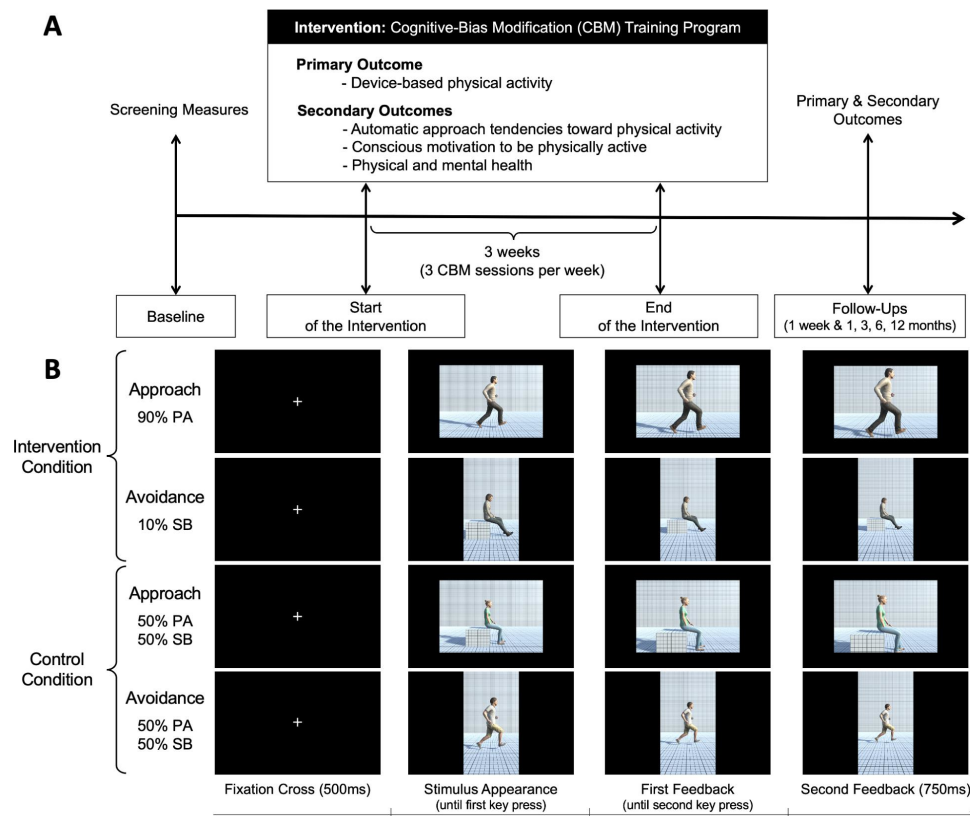 A
Intervention: Cognitive-Bias Modification (CBM) Training Program
Primary Outcome
- Device-based physical activity
Secondary Outcomes
- Automatic approach tendencies toward physical activity
- Conscious motivation to be physically active
- Physical and mental health
Screening Measures
Primary & Secondary
Outcomes
3 weeks
(3 CBM sessions per week)
Baseline
Start
of the Intervention
End
of the Intervention
Follow-Ups
(1 week & 1, 3, 6, 12 months)
B
Intervention
Condition
Approach
90% PA
Avoidance
10% SB
Control
Condition
Approach
50% PA
50% SB
Avoidance
50% PA
50% SB
Fixation Cross (500ms)
Stimulus Appearance
(until first key press)
First Feedback
(until second key press)
Second Feedback (750ms)